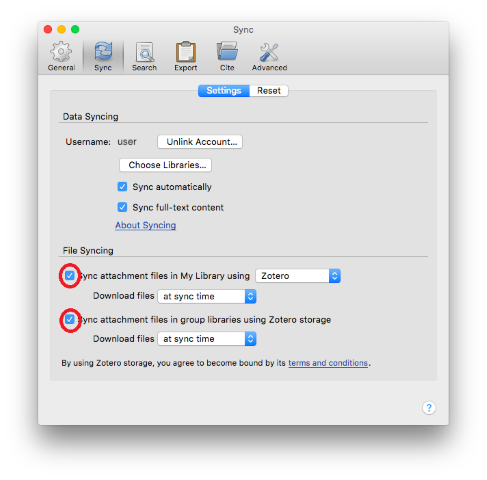 Sync
General Sync Search Export Cite Advanced
Settings Reset
Data Syncing
Username: user Unlink Account...
Choose Libraries...
Sync automatically
Sync full-text content
About Syncing
File Syncing
Sync attachment files in My Library using Zotero
Download files at sync time
Sync attachment files in group libraries using Zotero storage
Download files at sync time
By using Zotero storage, you agree to become bound by its terms and conditions.
?